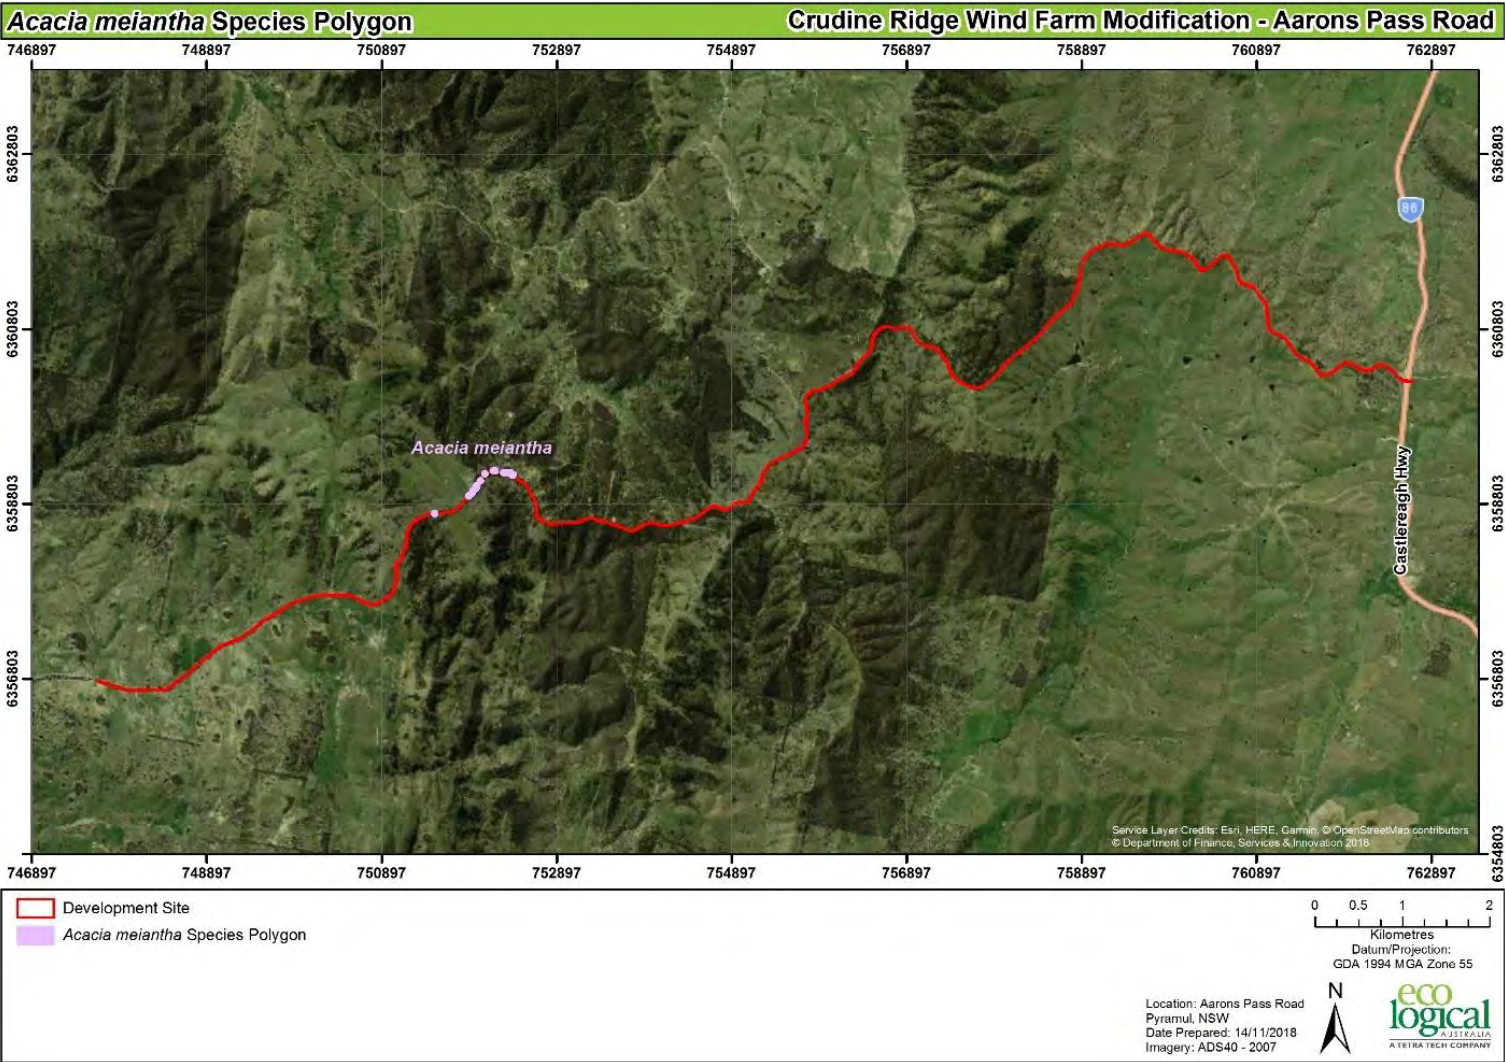 Acacia meiantha Species Polygon
Crudine Ridge Wind Farm Modification - Aarons Pass Road
746897 748897 750897 752897 754897 756897 758897 760897 762897
6362803
6362803
86
6360803
6360803
Acacia meiantha
Castlereagh Hwy
6358803
6358803
6356803
6356803
Service Layer Credits: Esri, HERE, Garmin, © OpenStreetMap contributors
© Department of Finance, Services & Innovation 2018
6354803
746897 748897 750897 752897 754897 756897 758897 760897 762897
Development Site
Acacia meiantha Species Polygon
0 0.5 1 2
Kilometres
Datum/Projection:
GDA 1994 MGA Zone 55
Location: Aarons Pass Road
Pyramul, NSW
Date Prepared: 14/11/2018
Imagery: ADS40 - 2007
N
eco
logical
AUSTRALIA
A TETRA TECH COMPANY